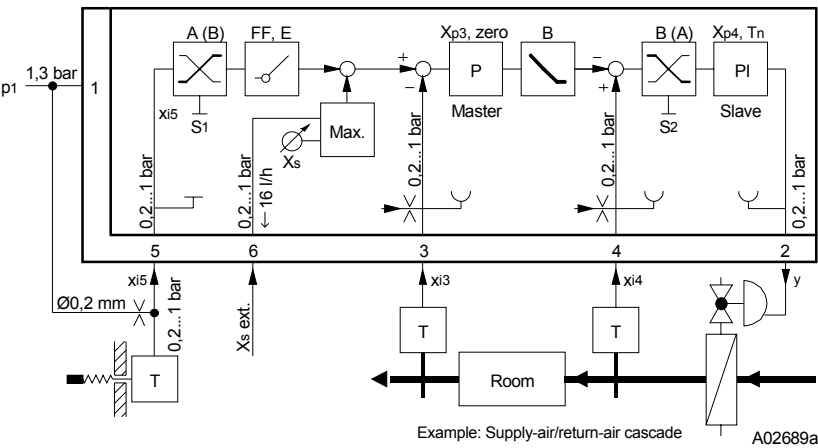 A (B)
FF, E
Xp3, zero
B
B (A)
Xp4, Tn
1,3 bar
p1
1
P
PI
xi5
S1
Max.
Master
S2
Slave
Xs
0,2...1 bar
0,2...1 bar
16 l/h
0,2...1 bar
0,2...1 bar
0,2...1 bar
5
6
3
4
2
xi5
xi3
xi4
y
Ø0,2 mm
0,2...1 bar
Xs ext.
T
T
T
Room
Example: Supply-air/return-air cascade
A02689a